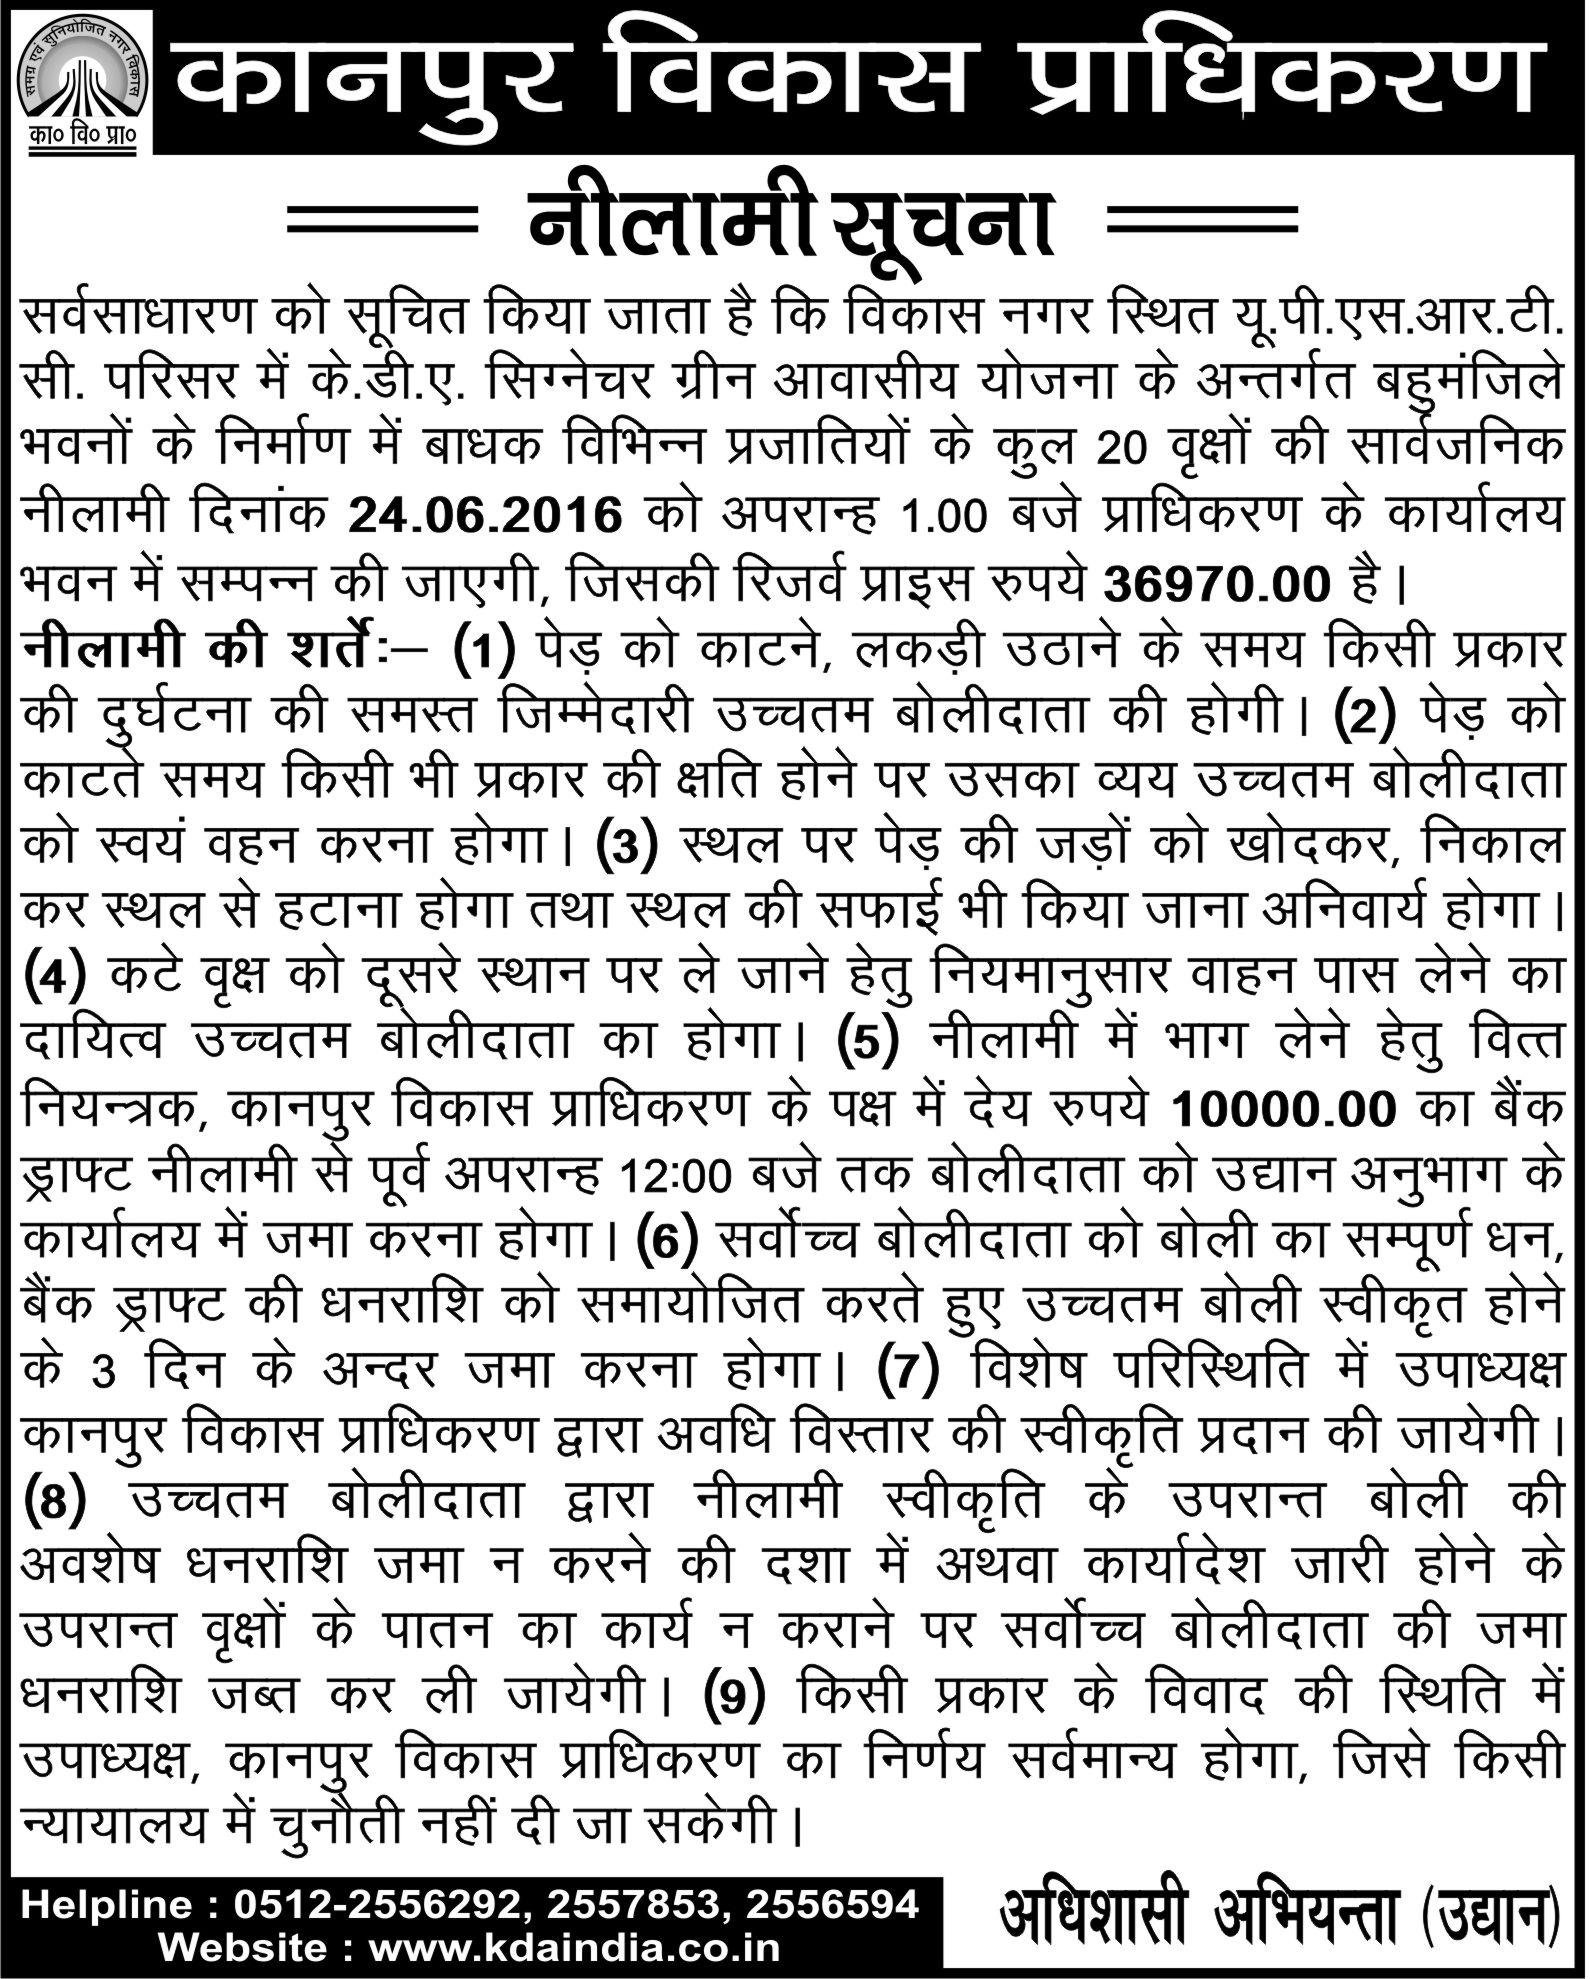 समग्र एवं सुनियोजित नगर विकास
का० वि० प्रा०
कानपुर विकास प्राधिकरण
नीलामी सूचना
सर्वसाधारण को सूचित किया जाता है कि विकास नगर स्थित यू.पी.एस.आर.टी.
सी. परिसर में के.डी.ए. सिग्नेचर ग्रीन आवासीय योजना के अन्तर्गत बहुमंजिले
भवनों के निर्माण में बाधक विभिन्न प्रजातियों के कुल 20 वृक्षों की सार्वजनिक
नीलामी दिनांक 24.06.2016 को अपरान्ह 1.00 बजे प्राधिकरण के कार्यालय
भवन में सम्पन्न की जाएगी, जिसकी रिजर्व प्राइस रुपये 36970.00 है।
नीलामी की शर्ते:– (1) पेड़ को काटने, लकड़ी उठाने के समय किसी प्रकार
की दुर्घटना की समस्त जिम्मेदारी उच्चतम बोलीदाता की होगी। (2) पेड़ को
काटते समय किसी भी प्रकार की क्षति होने पर उसका व्यय उच्चतम बोलीदाता
को स्वयं वहन करना होगा। (3) स्थल पर पेड़ की जड़ों को खोदकर, निकाल
कर स्थल से हटाना होगा तथा स्थल की सफाई भी किया जाना अनिवार्य होगा।
(4) कटे वृक्ष को दूसरे स्थान पर ले जाने हेतु नियमानुसार वाहन पास लेने का
दायित्व उच्चतम बोलीदाता का होगा। (5) नीलामी में भाग लेने हेतु वित्त
नियन्त्रक, कानपुर विकास प्राधिकरण के पक्ष में देय रुपये 10000.00 का बैंक
ड्राफ्ट नीलामी से पूर्व अपरान्ह 12:00 बजे तक बोलीदाता को उद्यान अनुभाग के
कार्यालय में जमा करना होगा। (6) सर्वोच्च बोलीदाता को बोली का सम्पूर्ण धन,
बैंक ड्राफ्ट की धनराशि को समायोजित करते हुए उच्चतम बोली स्वीकृत होने
के 3 दिन के अन्दर जमा करना होगा। (7) विशेष परिस्थिति में उपाध्यक्ष
कानपुर विकास प्राधिकरण द्वारा अवधि विस्तार की स्वीकृति प्रदान की जायेगी।
(8) उच्चतम बोलीदाता द्वारा नीलामी स्वीकृति के उपरान्त बोली की
अवशेष धनराशि जमा न करने की दशा में अथवा कार्यादेश जारी होने के
उपरान्त वृक्षों के पातन का कार्य न कराने पर सर्वोच्च बोलीदाता की जमा
धनराशि जब्त कर ली जायेगी। (9) किसी प्रकार के विवाद की स्थिति में
उपाध्यक्ष, कानपुर विकास प्राधिकरण का निर्णय सर्वमान्य होगा, जिसे किसी
न्यायालय में चुनौती नहीं दी जा सकेगी।
Helpline : 0512-2556292, 2557853, 2556594
Website : www.kdaindia.co.in
अधिशासी अभियन्ता (उद्यान)